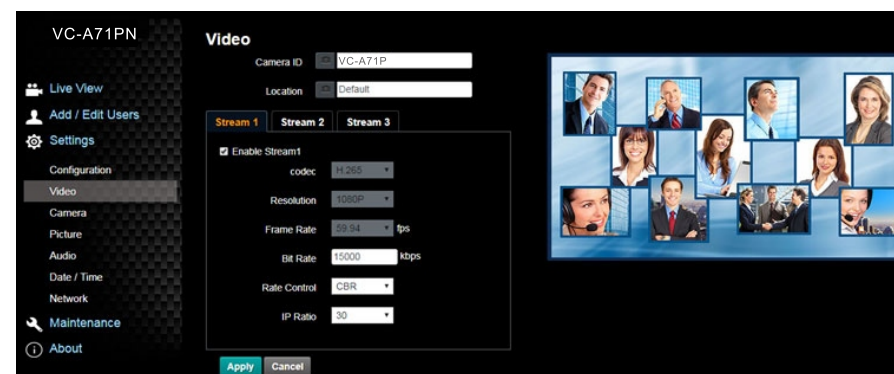 VC-A71PN
Live View
Add / Edit Users
Settings
Configuration
Video
Camera
Picture
Audio
Date / Time
Network
Maintenance
About
Video
Camera ID VC-A71P
Location Default
Stream 1 Stream 2 Stream 3
Enable Stream1
codec H.265
Resolution 1080P
Frame Rate 59.94 fps
Bit Rate 15000 kbps
Rate Control CBR
IP Ratio 30
Apply Cancel